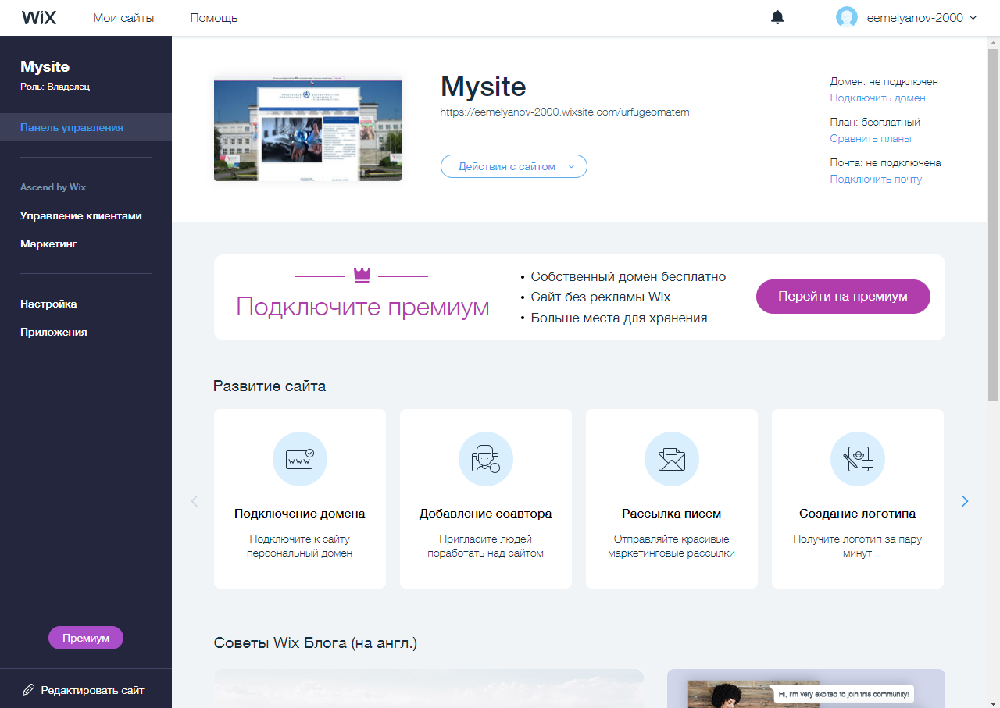 WiX
Мои сайты
Помощь
eemelyanov-2000
Mysite
Роль: Владелец
Панель управления
Ascend by Wix
Управление клиентами
Маркетинг
Настройка
Приложения
Премиум
Редактировать сайт
Mysite
https://eemelyanov-2000.wixsite.com/urfugeomatem
Действия с сайтом
Домен: не подключен
Подключить домен
План: бесплатный
Сравнить планы
Почта: не подключена
Подключить почту
Подключите премиум
• Собственный домен бесплатно
• Сайт без рекламы Wix
• Больше места для хранения
Перейти на премиум
Развитие сайта
www
Подключение домена
Подключите к сайту
персональный домен
Добавление соавтора
Пригласите людей
поработать над сайтом
Рассылка писем
Отправляйте красивые
маркетинговые рассылки
Создание логотипа
Получите логотип за пару
минут
Советы Wix Блога (на англ.)
Hi, I'm very excited to join this community!